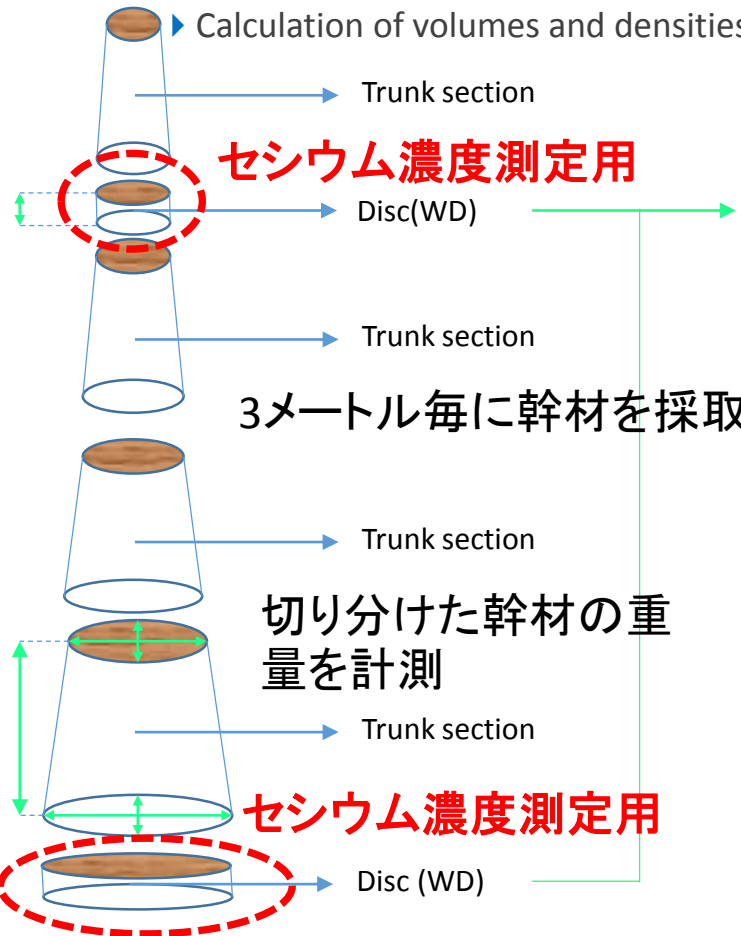 Calculation of volumes and densities
Trunk section
セシウム濃度測定用
Disc(WD)
Trunk section
3メートル毎に幹材を採取
Trunk section
切り分けた幹材の重
量を計測
Trunk section
セシウム濃度測定用
Disc (WD)